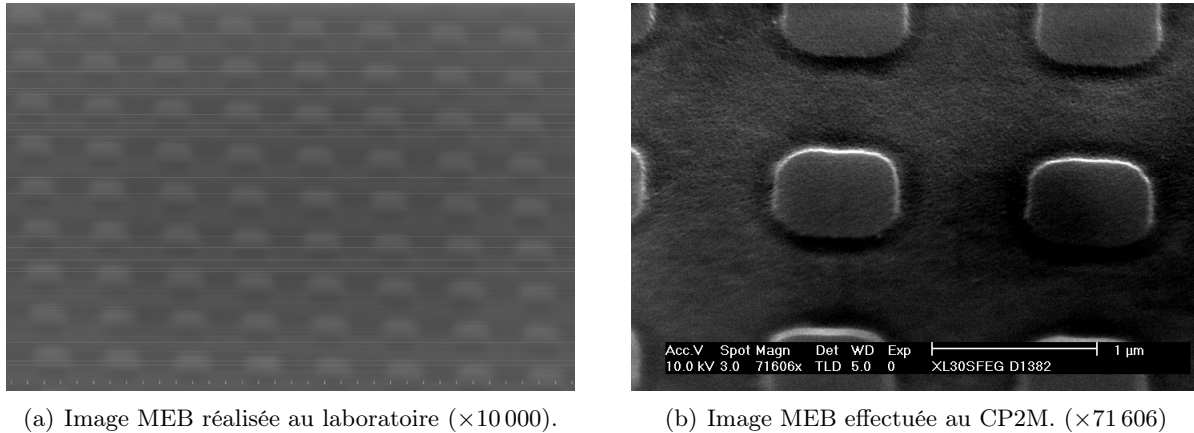 Acc.V Spot Magn Det WD Exp 1 µm
10.0 kV 3.0 71606x TLD 5.0 0 XL30SFEG D1382
(a) Image MEB réalisée au laboratoire (×10 000).
(b) Image MEB effectuée au CP2M. (×71 606)